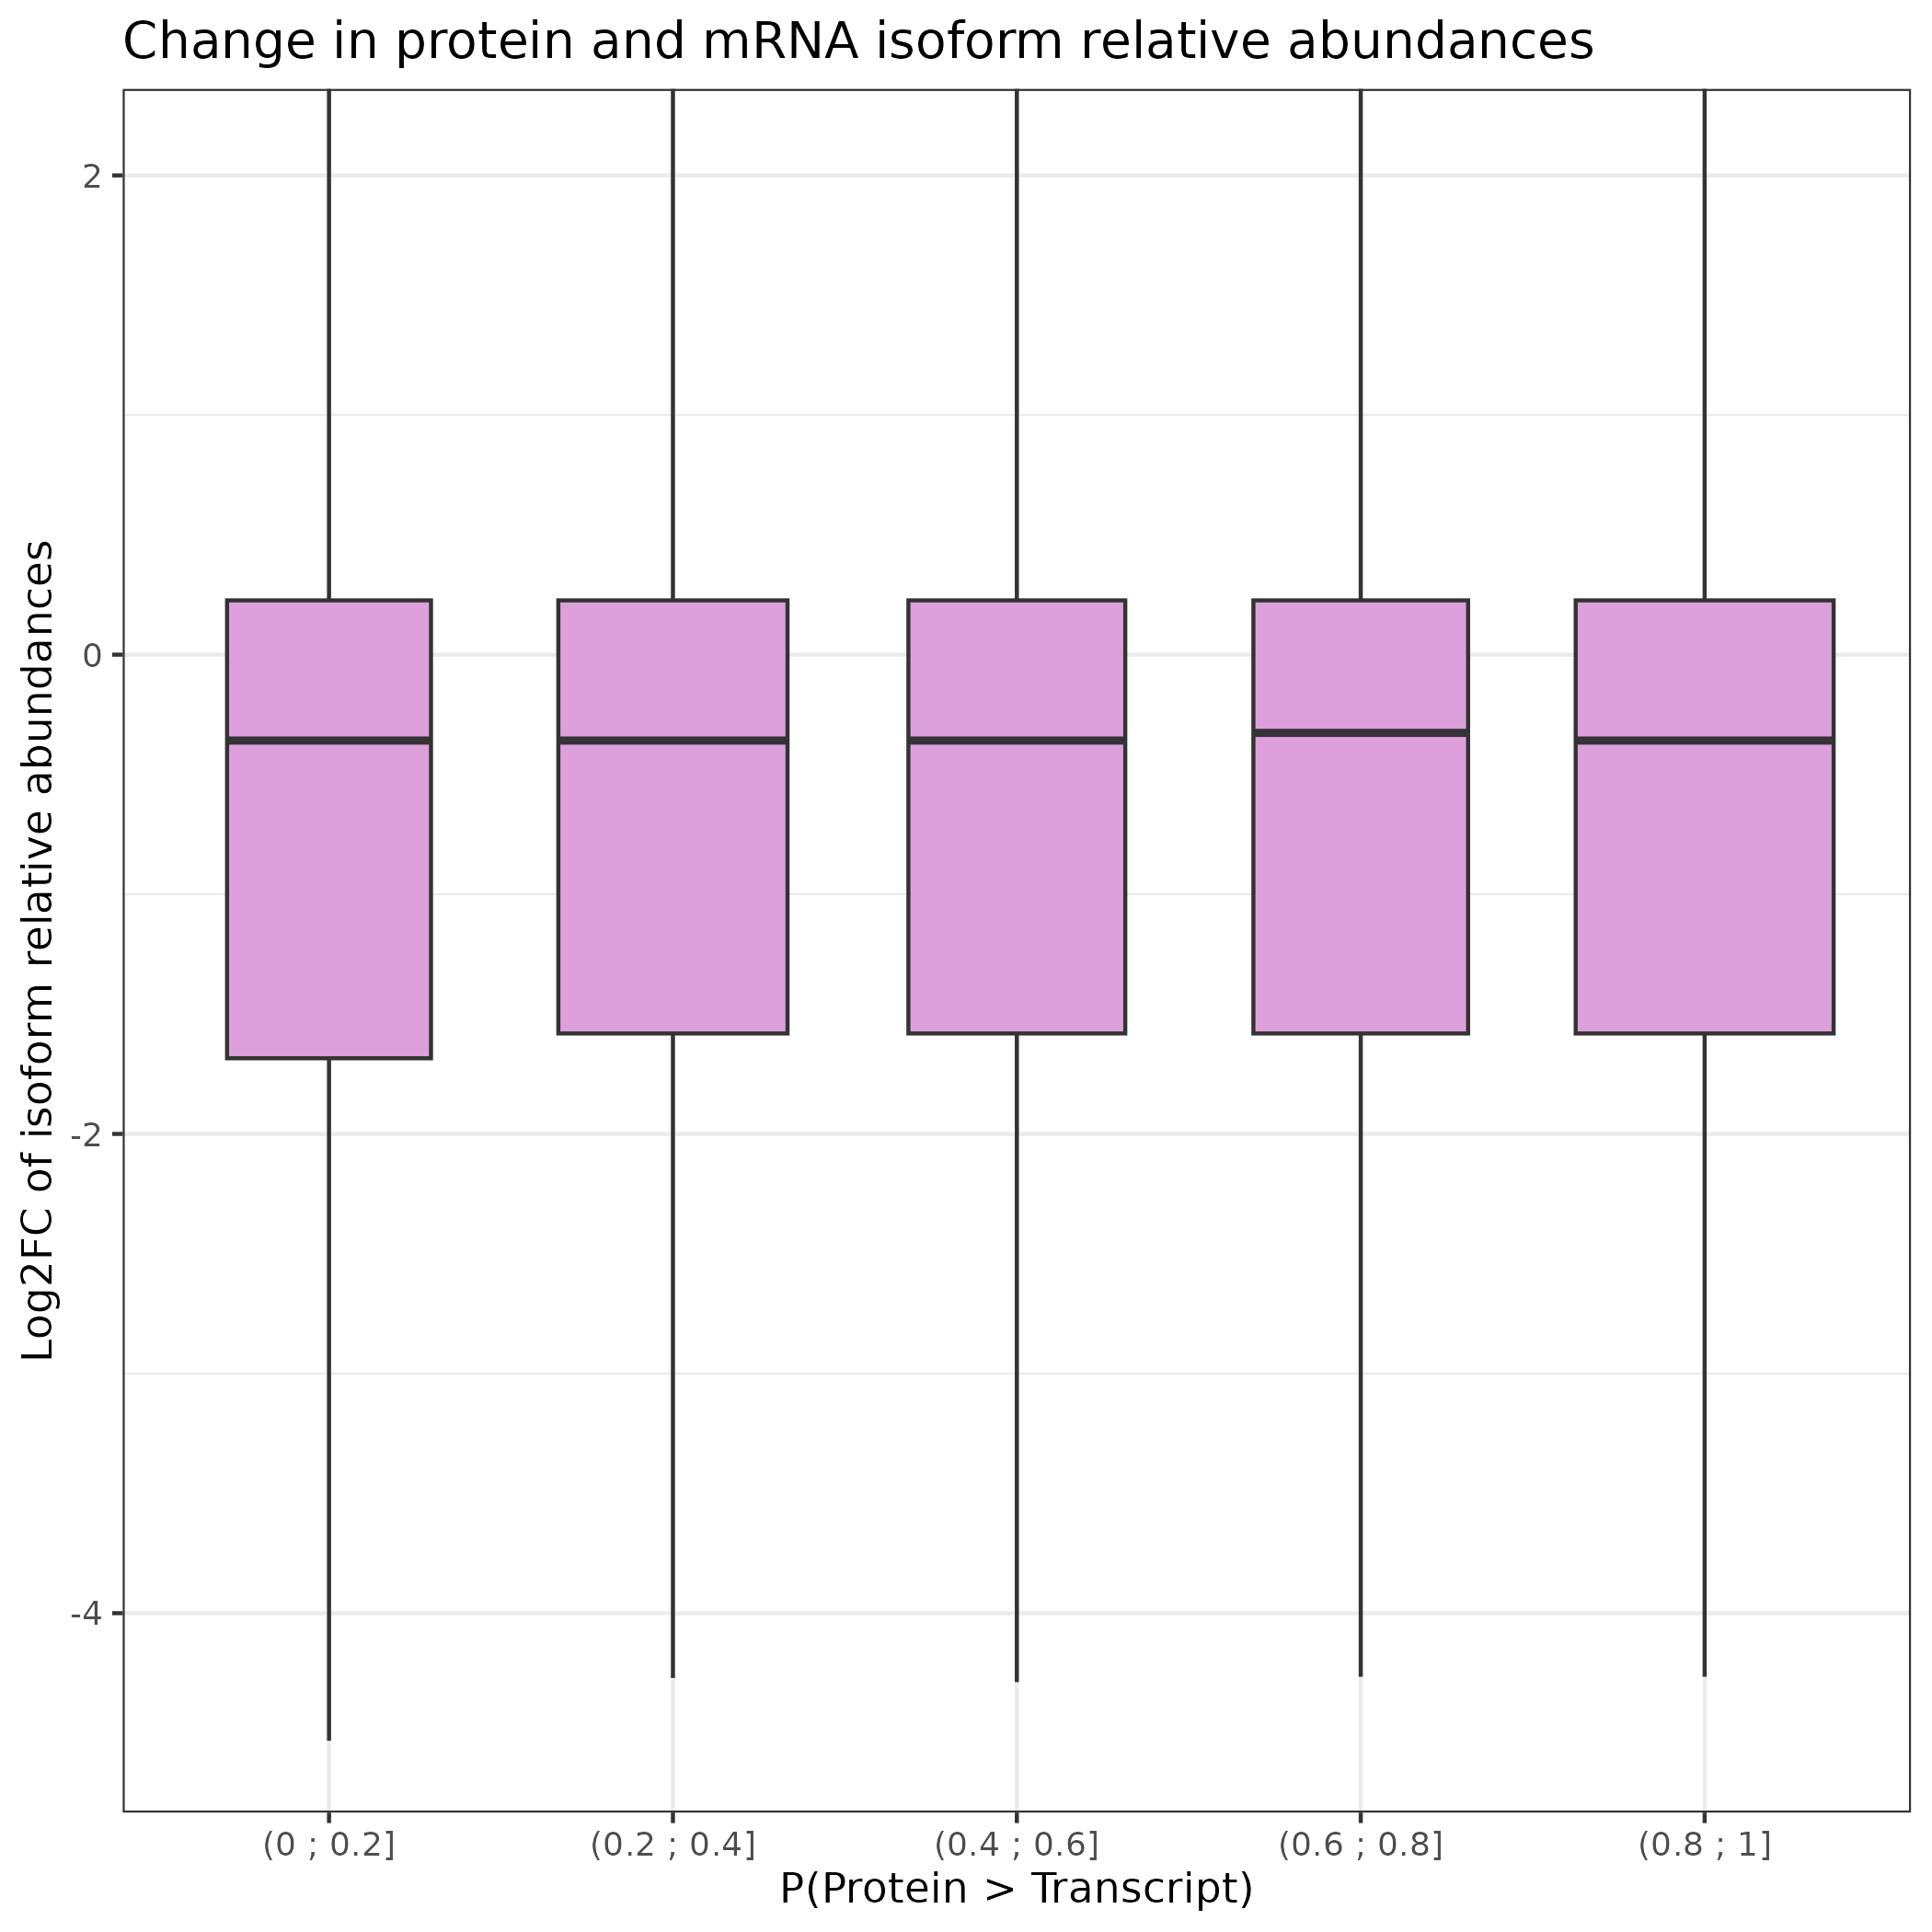 Change in protein and mRNA isoform relative abundances
Log2FC of isoform relative abundances
2
0
-2
-4
(0 ; 0.2]
(0.2 ; 0.4]
(0.4 ; 0.6]
(0.6 ; 0.8]
(0.8 ; 1]
P(Protein > Transcript)